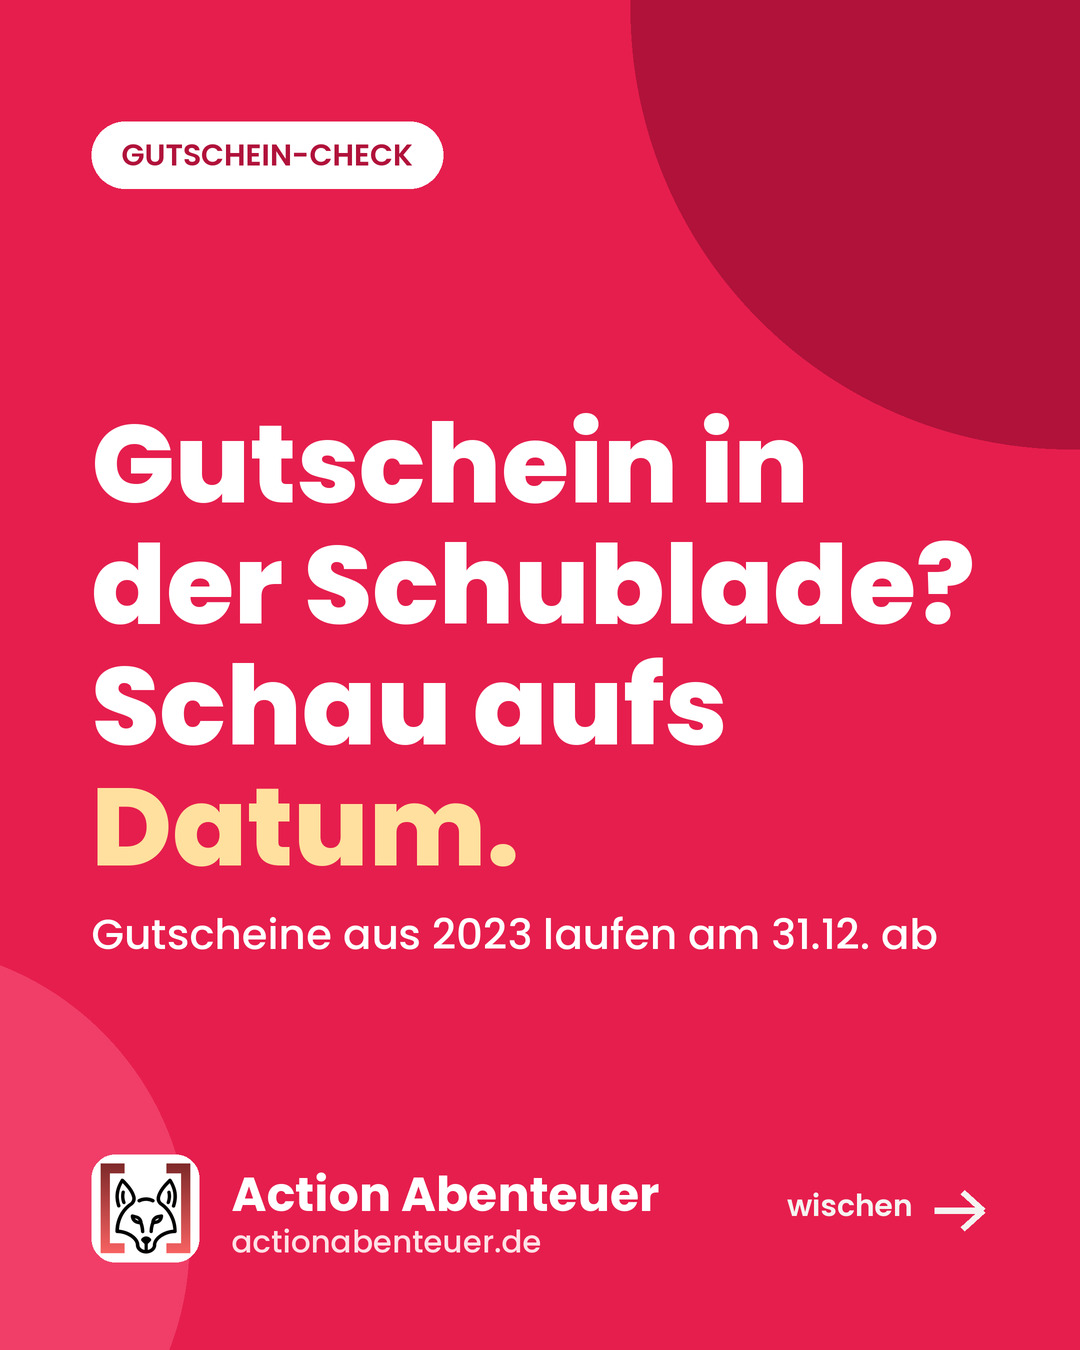 GUTSCHEIN-CHECK
Gutschein in
der Schublade?
Schau aufs
Datum.
Gutscheine aus 2023 laufen am 31.12. ab
Action Abenteuer
actionabenteuer.de
wischen